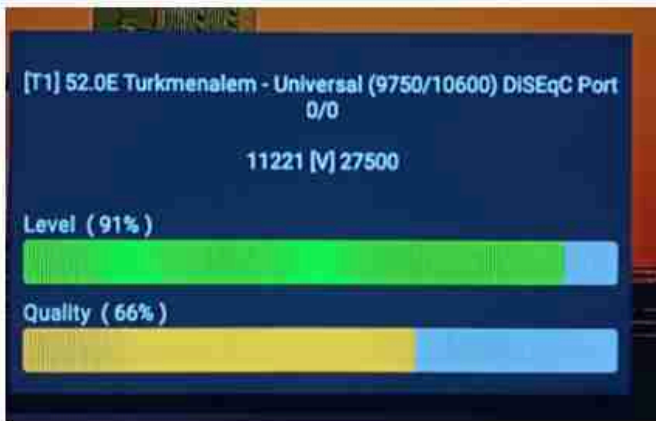 [T1] 52.0E Turkmenalem - Universal (9750/10600) DiSEqC Port
0/0
11221 [V] 27500
Level ( 91% )
Quality ( 66% )